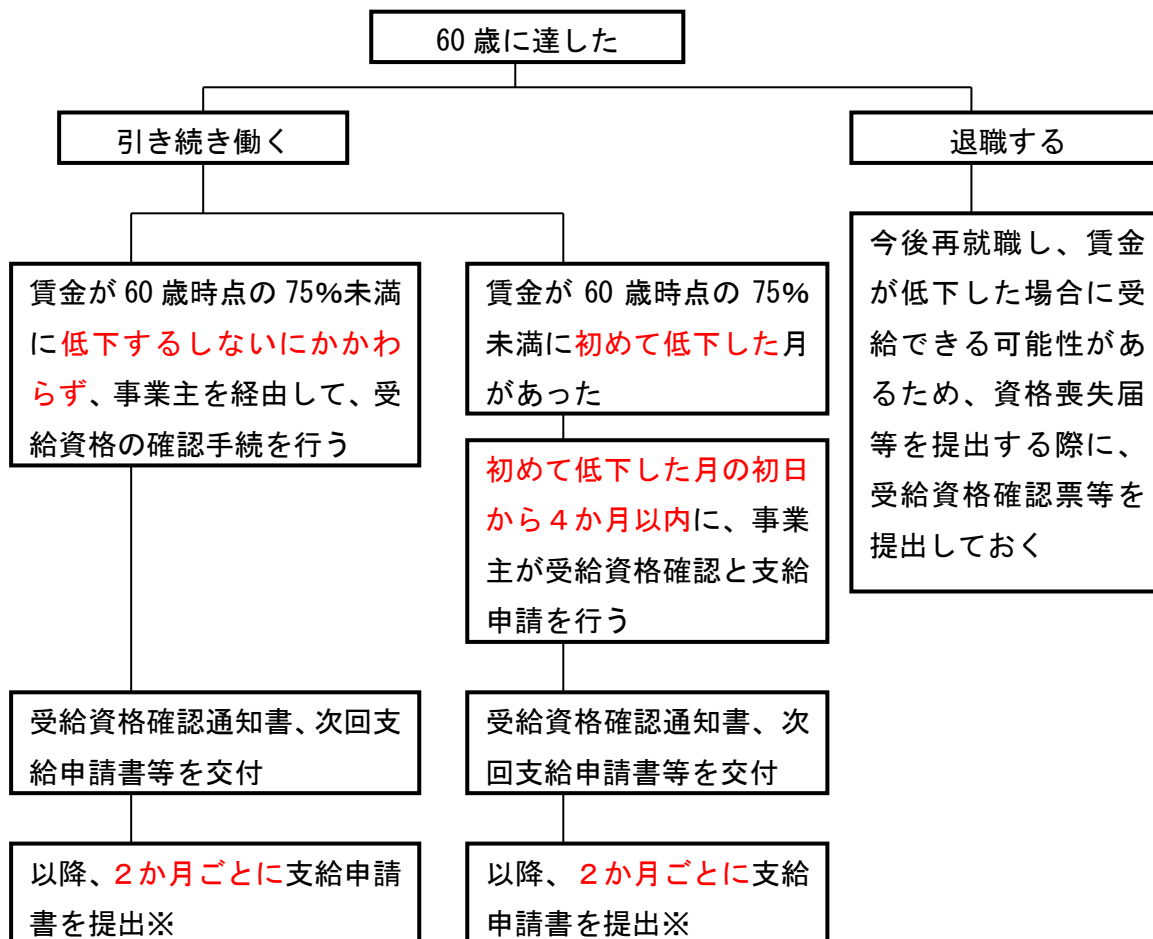 60歳に達した
引き続き働く
退職する
賃金が60歳時点の75%未満
に低下するしないにかかわ
らず、事業主を経由して、受
給資格の確認手続を行う
賃金が60歳時点の75%
未満に初めて低下した月
があった
今後再就職し、賃金
が低下した場合に受
給できる可能性があ
るため、資格喪失届
等を提出する際に、
受給資格確認票等を
提出しておく
初めて低下した月の初日
から4か月以内に、事業
主が受給資格確認と支給
申請を行う
受給資格確認通知書、次回支
給申請書等を交付
受給資格確認通知書、次
回支給申請書等を交付
以降、2か月ごとに支給申請
書を提出※
以降、2か月ごとに支給
申請書を提出※